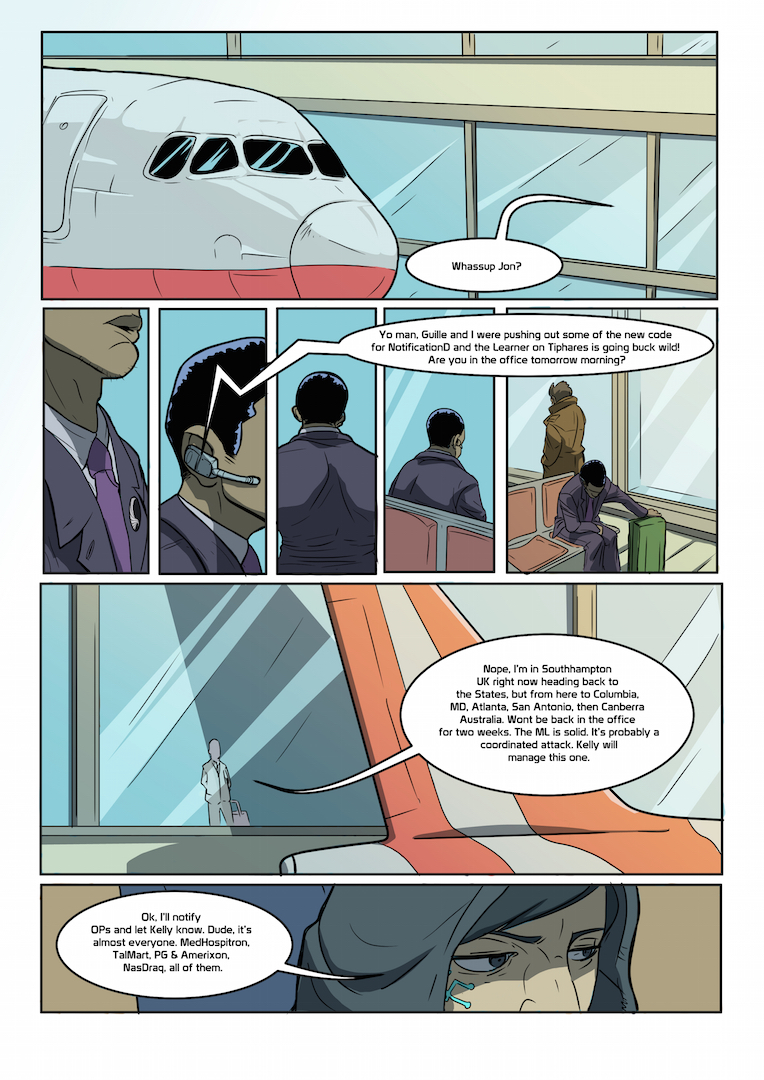 Whassup Jon?
Yo man, Guille and I were pushing out some of the new code
for NotificationD and the Learner on Tiphares is going buck wild!
Are you in the office tomorrow morning?
Nope, I'm in Southhampton
UK right now heading back to
the States, but from here to Columbia,
MD, Atlanta, San Antonio, then Canberra
Australia. Wont be back in the office
for two weeks. The ML is solid. It's probably a
coordinated attack. Kelly will
manage this one.
Ok, I'll notify
OPs and let Kelly know. Dude, it's
almost everyone. MedHospitron,
TalMart, PG & Amerixon,
NasDraq, all of them.